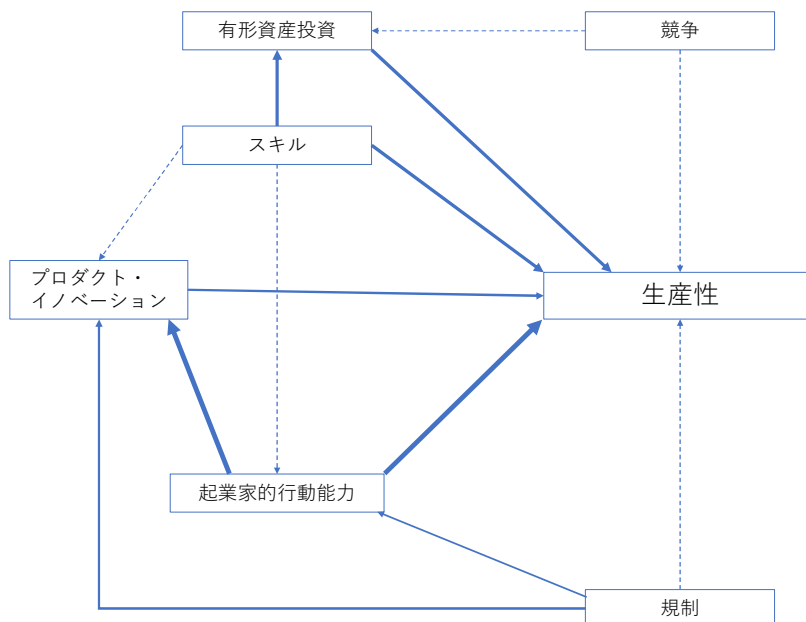 有形資産投資
競争
スキル
プロダクト・
イノベーション
生産性
起業家的行動能力
規制